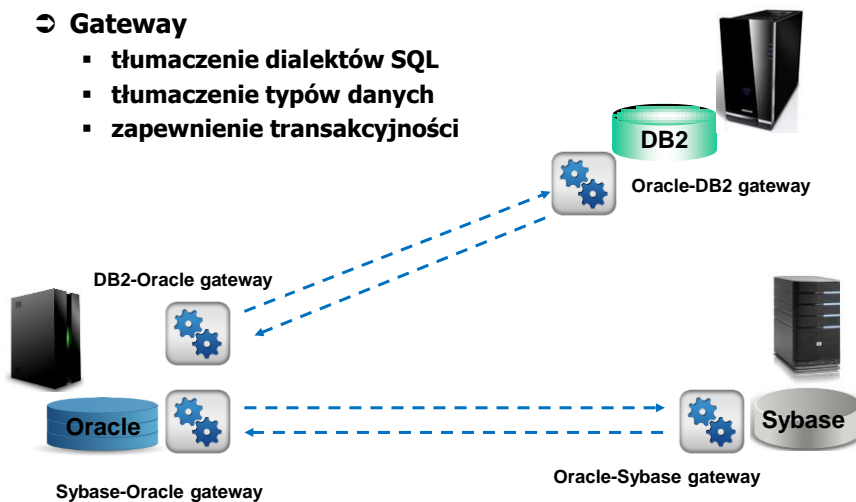 ➲ Gateway
▪ tłumaczenie dialektów SQL
▪ tłumaczenie typów danych
▪ zapewnienie transakcyjności
DB2
Oracle-DB2 gateway
DB2-Oracle gateway
Oracle
Sybase
Oracle-Sybase gateway
Sybase-Oracle gateway